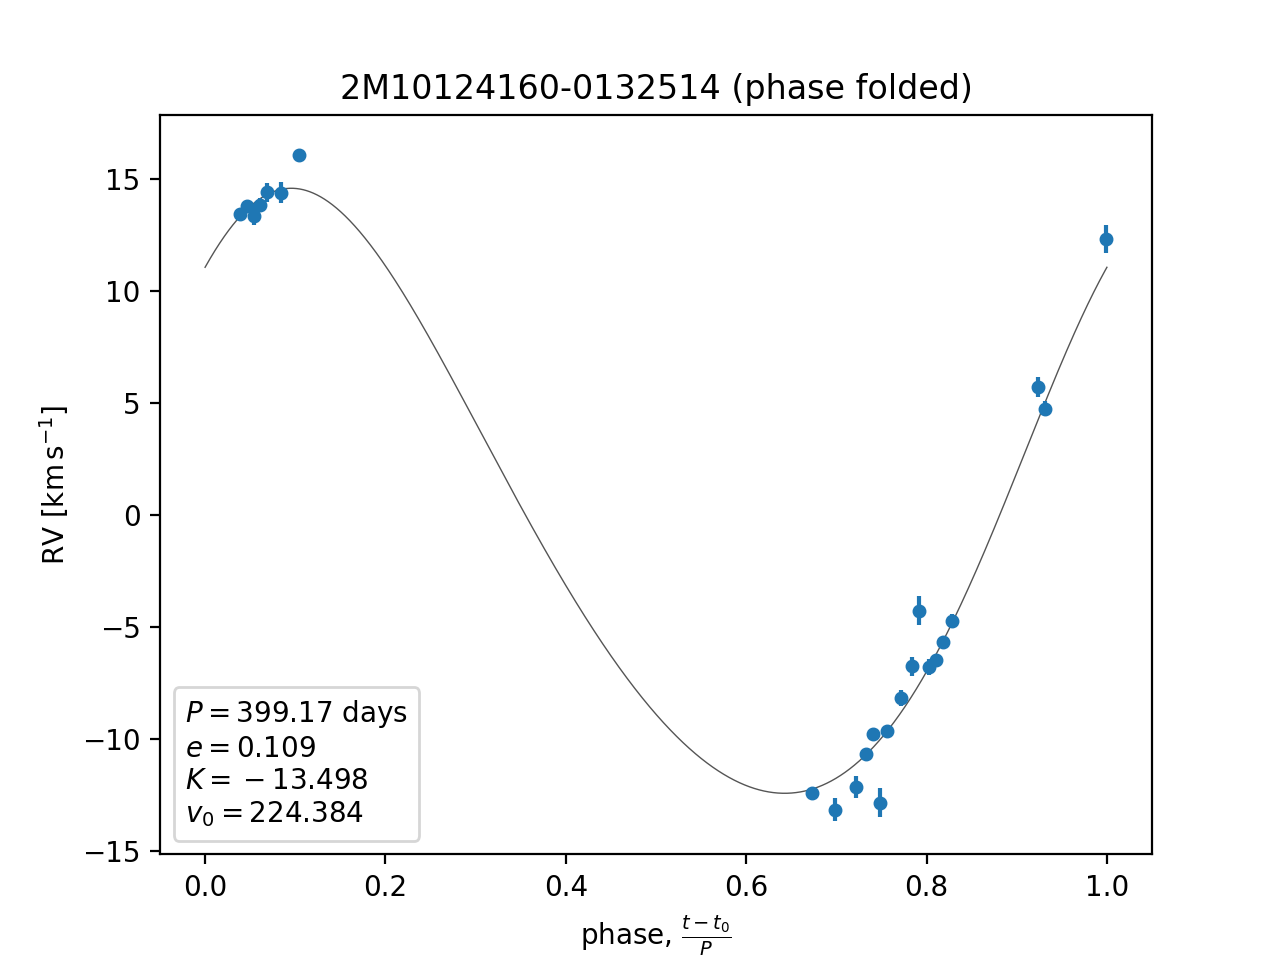 2M10124160-0132514 (phase folded)
RV [km s⁻¹]
15
10
5
0
−5
−10
−15
P = 399.17 days
e = 0.109
K = −13.498
v₀ = 224.384
0.0 0.2 0.4 0.6 0.8 1.0
phase, (t − t₀)/P